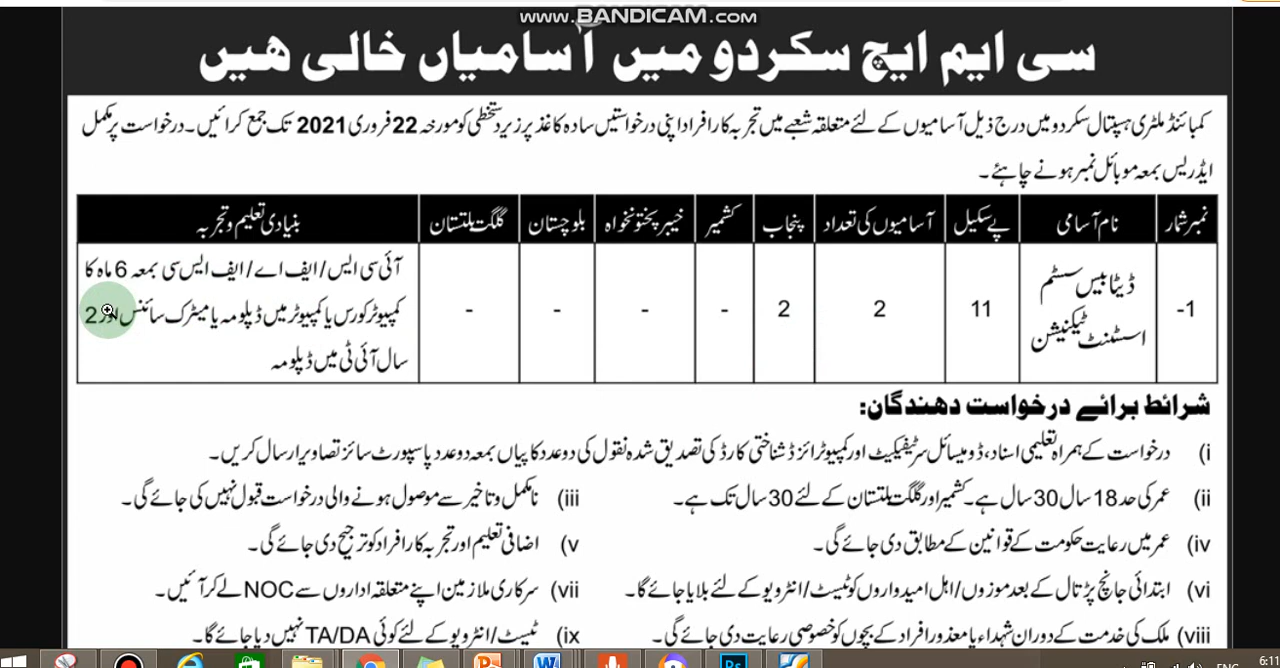 www.BANDICAM.com
سی ایم ایچ سکردو میں آسامیاں خالی ھیں
کمبائنڈ ملٹری ہسپتال سکردو میں درج ذیل آسامیوں کے لئے متعلقہ شعبے میں تجربہ کار افراد اپنی درخواستیں سادہ کاغذ پر زیر دستخطی کو مورخہ 22 فروری 2021 تک جمع کرائیں۔ درخواست پر مکمل
ایڈریس بمعہ موبائل نمبر ہونے چاہئے۔
نمبر شمار نام آسامی پے سکیل آسامیوں کی تعداد پنجاب کشمیر خیبر پختونخواہ بلوچستان گلگت بلتستان بنیادی تعلیم و تجربہ
1- ڈیٹا بیس سسٹم اسسٹنٹ ٹیکنیشن 11 2 2 - - - - آئی سی ایس/ ایف اے/ ایف ایس سی بمعہ 6 ماہ کا
کمپیوٹر کورس یا کمپیوٹر میں ڈپلومہ یا میٹرک سائنس اور 2
سال آئی ٹی میں ڈپلومہ
شرائط برائے درخواست دھندگان:
(i درخواست کے ہمراہ تعلیمی اسناد، ڈومیسائل سرٹیفکیٹ اور کمپیوٹرائزڈ شناختی کارڈ کی تصدیق شدہ نقول کی دو عدد کاپیاں بمعہ دو عدد پاسپورٹ سائز تصاویر ارسال کریں۔
(ii عمر کی حد 18 سال 30 سال ہے۔ کشمیر اور گلگت بلتستان کے لئے 30 سال تک ہے۔
(iii نامکمل و تاخیر سے موصول ہونے والی درخواست قبول نہیں کی جائے گی۔
(iv عمر میں رعایت حکومت کے قوانین کے مطابق دی جائے گی۔
(v اضافی تعلیم اور تجربہ کار افراد کو ترجیح دی جائے گی۔
(vi ابتدائی جانچ پڑتال کے بعد موزوں/ اہل امیدواروں کو ٹیسٹ/ انٹرویو کے لئے بلایا جائے گا۔
(vii سرکاری ملازمین اپنے متعلقہ اداروں سے NOC لے کر آئیں۔
(viii ملک کی خدمت کے دوران شہداء یا معذور افراد کے بچوں کو خصوصی رعایت دی جائے گی۔
(ix ٹیسٹ/ انٹرویو کے لئے کوئی TA/DA نہیں دیا جائے گا۔
ENG
6:11